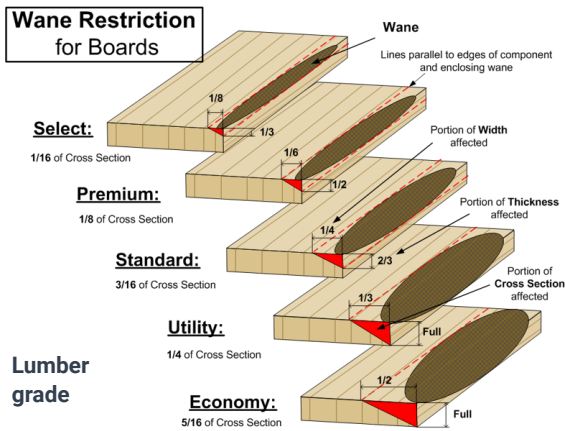 Wane Restriction
for Boards
Wane
Lines parallel to edges of component
and enclosing wane
1/8
1/3
Select:
1/16 of Cross Section
1/6
1/2
Portion of Width
affected
Premium:
1/8 of Cross Section
1/4
2/3
Portion of Thickness
affected
Standard:
3/16 of Cross Section
1/3
Full
Portion of
Cross Section
affected
Utility:
1/4 of Cross Section
1/2
Full
Lumber
grade
Economy:
5/16 of Cross Section